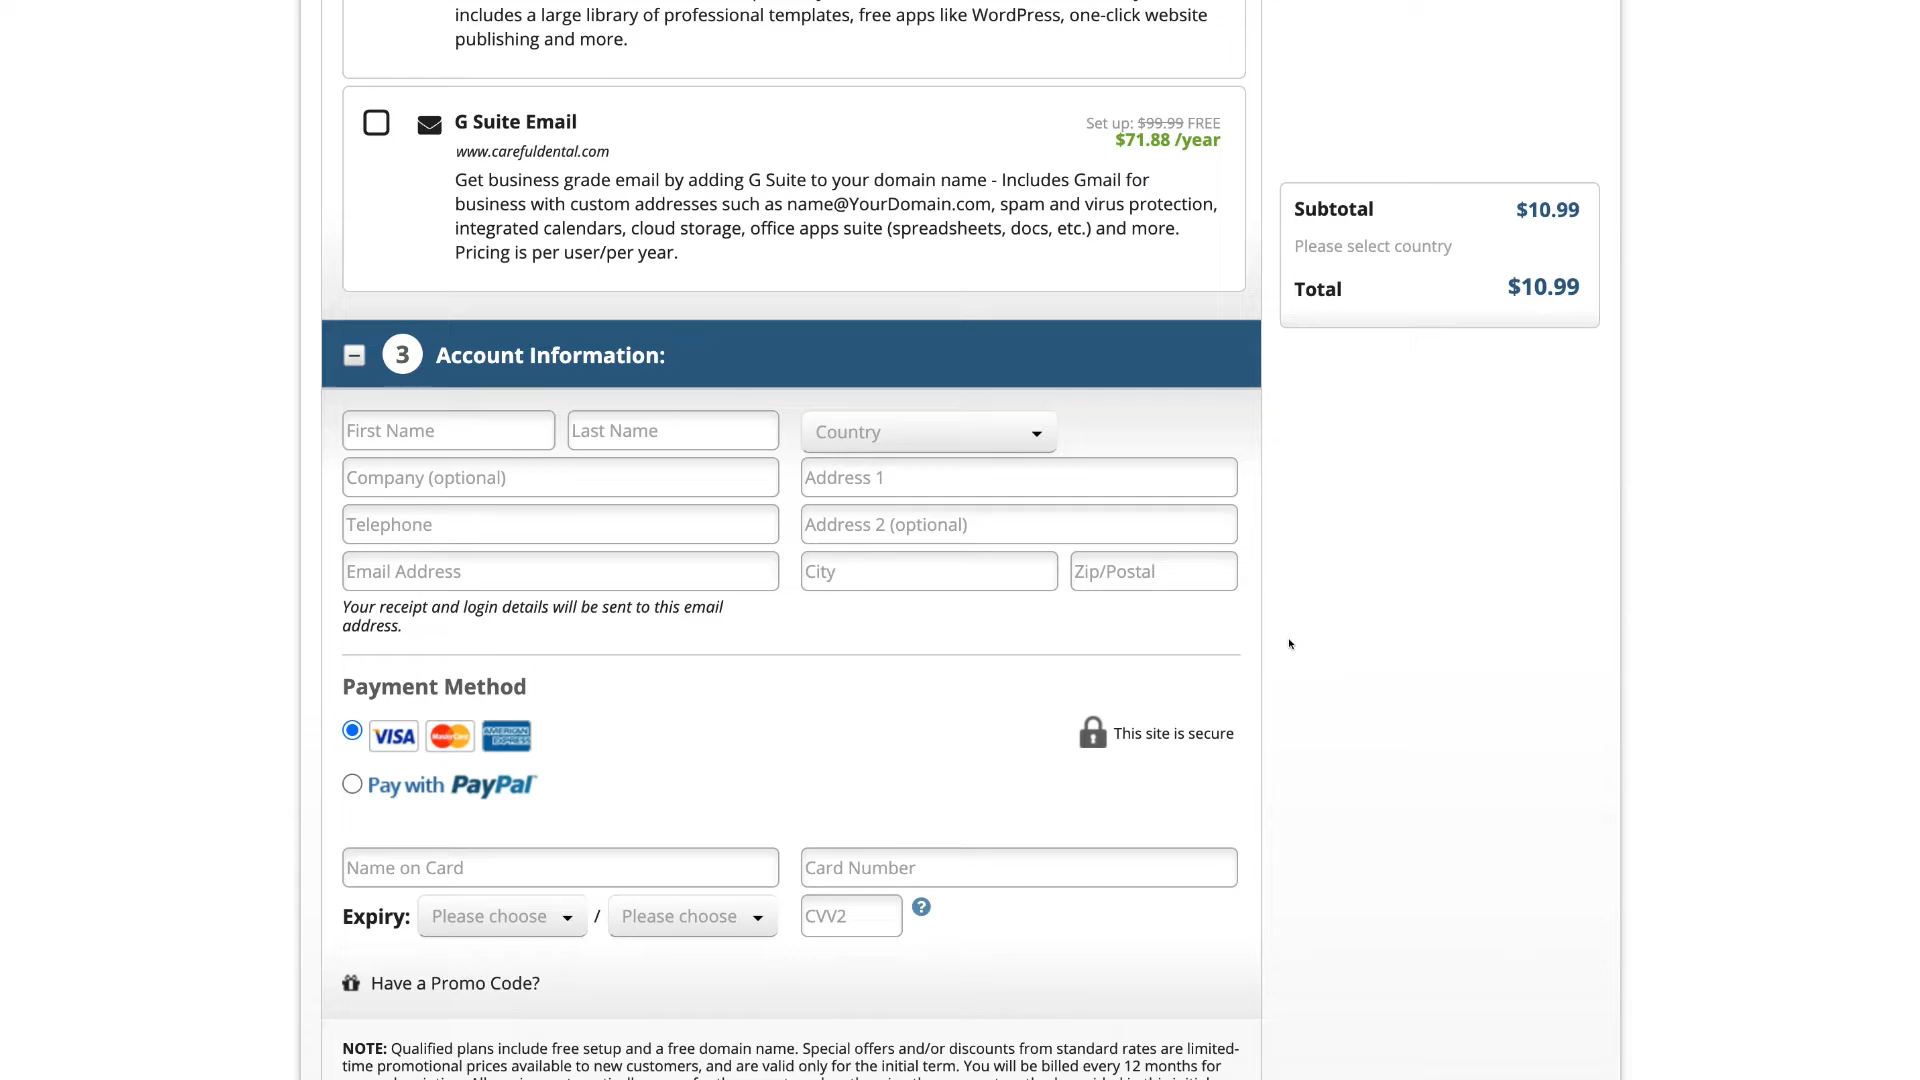 includes a large library of professional templates, free apps like WordPress, one-click website
publishing and more.
G Suite Email
Set up: $99.99 FREE
$71.88 /year
www.carefuldental.com
Get business grade email by adding G Suite to your domain name - Includes Gmail for
business with custom addresses such as name@YourDomain.com, spam and virus protection,
integrated calendars, cloud storage, office apps suite (spreadsheets, docs, etc.) and more.
Pricing is per user/per year.
Subtotal $10.99
Please select country
Total $10.99
3 Account Information:
First Name Last Name Country
Company (optional) Address 1
Telephone Address 2 (optional)
Email Address City Zip/Postal
Your receipt and login details will be sent to this email
address.
Payment Method
VISA MasterCard AMERICAN EXPRESS This site is secure
Pay with PayPal
Name on Card Card Number
Expiry: Please choose / Please choose CVV2 ?
Have a Promo Code?
NOTE: Qualified plans include free setup and a free domain name. Special offers and/or discounts from standard rates are limited-
time promotional prices available to new customers, and are valid only for the initial term. You will be billed every 12 months for